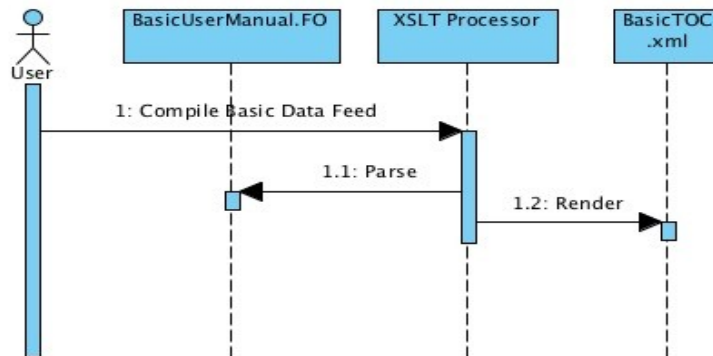 BasicUserManual.FO
XSLT Processor
BasicTOC
.xml
User
1: Compile Basic Data Feed
1.1: Parse
1.2: Render